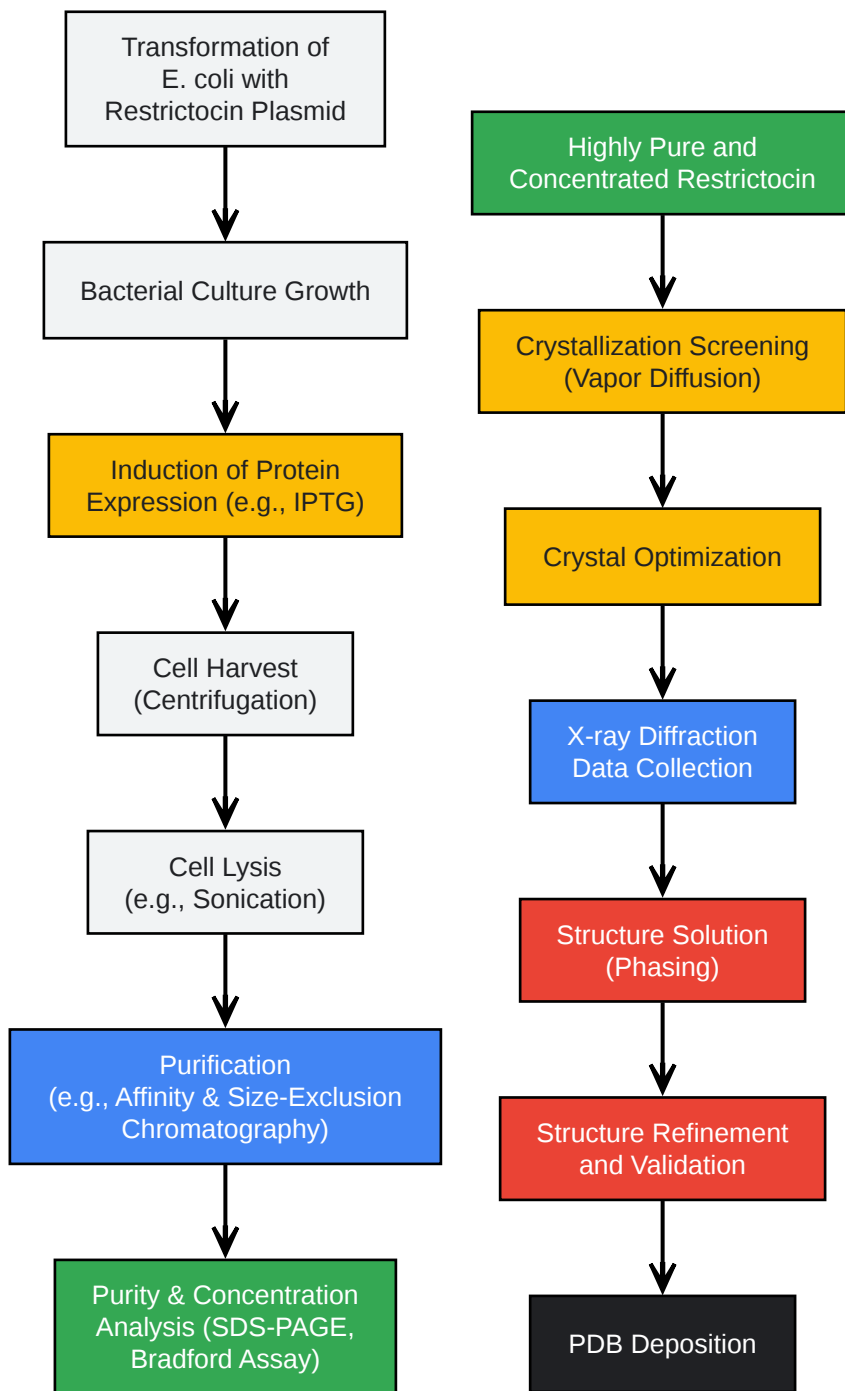 Transformation of
E. coli with
Restrictocin Plasmid
Bacterial Culture Growth
Induction of Protein
Expression (e.g., IPTG)
Cell Harvest
(Centrifugation)
Cell Lysis
(e.g., Sonication)
Purification
(e.g., Affinity & Size-Exclusion
Chromatography)
Purity & Concentration
Analysis (SDS-PAGE,
Bradford Assay)
Highly Pure and
Concentrated Restrictocin
Crystallization Screening
(Vapor Diffusion)
Crystal Optimization
X-ray Diffraction
Data Collection
Structure Solution
(Phasing)
Structure Refinement
and Validation
PDB Deposition